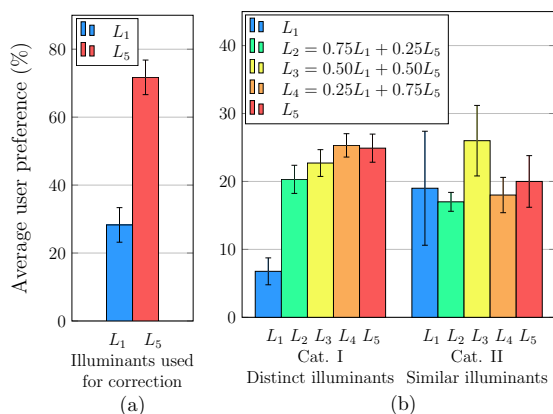 Average user preference (%)
80
60
40
20
0
L₁
L₅
L₁ L₅
Illuminants used
for correction
(a)
40
30
20
10
0
L₁
L₂ = 0.75L₁ + 0.25L₅
L₃ = 0.50L₁ + 0.50L₅
L₄ = 0.25L₁ + 0.75L₅
L₅
L₁ L₂ L₃ L₄ L₅
Cat. I
Distinct illuminants
L₁ L₂ L₃ L₄ L₅
Cat. II
Similar illuminants
(b)